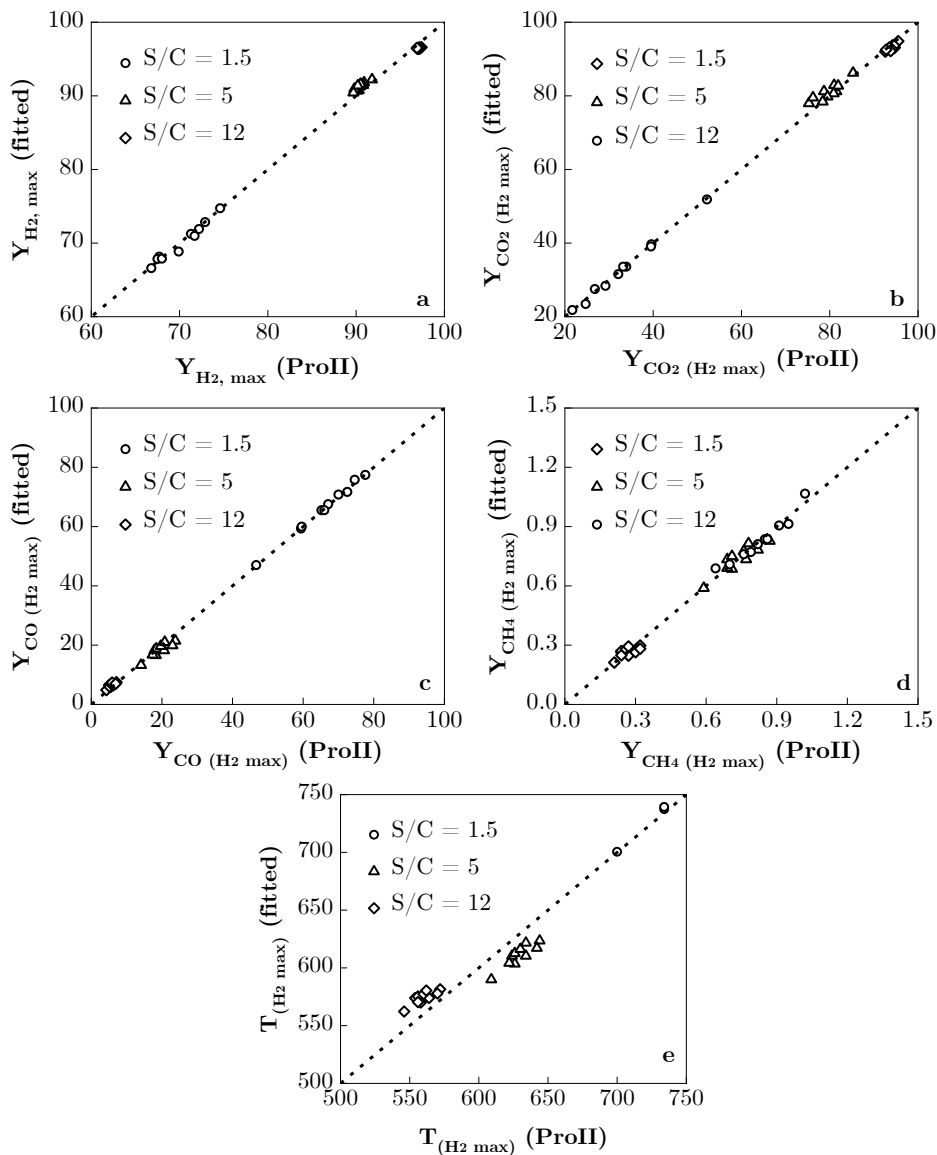 100
90
80
70
60
Y_H2, max (fitted)
S/C = 1.5
S/C = 5
S/C = 12
a
60 70 80 90 100
Y_H2, max (ProII)
100
80
60
40
20
Y_CO2 (H2 max) (fitted)
S/C = 1.5
S/C = 5
S/C = 12
b
20 40 60 80 100
Y_CO2 (H2 max) (ProII)
100
80
60
40
20
0
Y_CO (H2 max) (fitted)
S/C = 1.5
S/C = 5
S/C = 12
c
0 20 40 60 80 100
Y_CO (H2 max) (ProII)
1.5
1.2
0.9
0.6
0.3
0.0
Y_CH4 (H2 max) (fitted)
S/C = 1.5
S/C = 5
S/C = 12
d
0.0 0.3 0.6 0.9 1.2 1.5
Y_CH4 (H2 max) (ProII)
750
700
650
600
550
500
T_(H2 max) (fitted)
S/C = 1.5
S/C = 5
S/C = 12
e
500 550 600 650 700 750
T_(H2 max) (ProII)